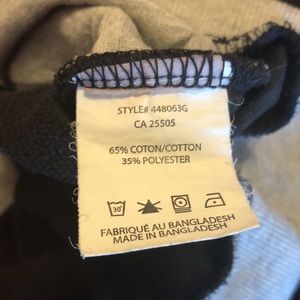 STYLE# 448063G
CA 25505
65% COTON/COTTON
35% POLYESTER
30°
FABRIQUÉ AU BANGLADESH
MADE IN BANGLADESH